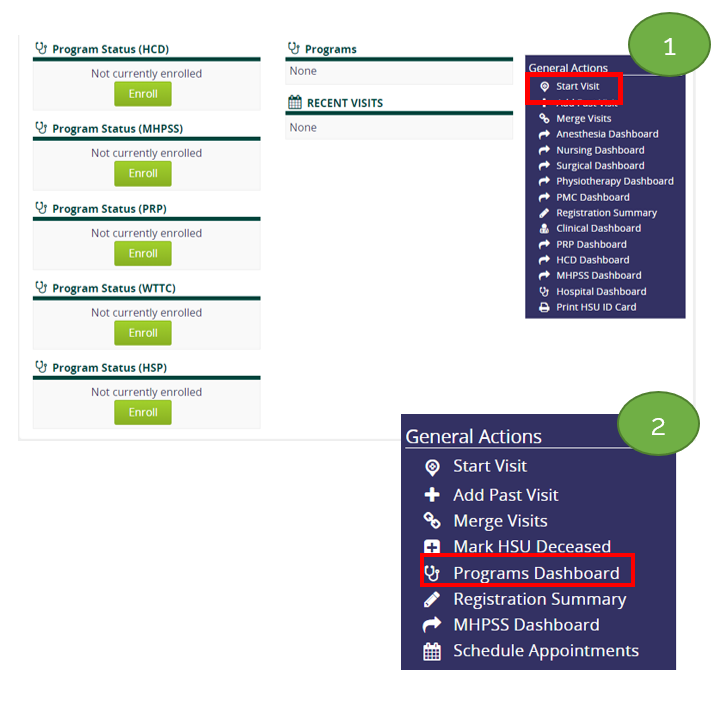 Program Status (HCD)
Not currently enrolled
Enroll
Program Status (MHPSS)
Not currently enrolled
Enroll
Program Status (PRP)
Not currently enrolled
Enroll
Program Status (WTTC)
Not currently enrolled
Enroll
Program Status (HSP)
Not currently enrolled
Enroll
Programs
None
RECENT VISITS
None
1
General Actions
Start Visit
Add Past Visit
Merge Visits
Anesthesia Dashboard
Nursing Dashboard
Surgical Dashboard
Physiotherapy Dashboard
PMC Dashboard
Registration Summary
Clinical Dashboard
PRP Dashboard
HCD Dashboard
MHPSS Dashboard
Hospital Dashboard
Print HSU ID Card
2
General Actions
Start Visit
Add Past Visit
Merge Visits
Mark HSU Deceased
Programs Dashboard
Registration Summary
MHPSS Dashboard
Schedule Appointments